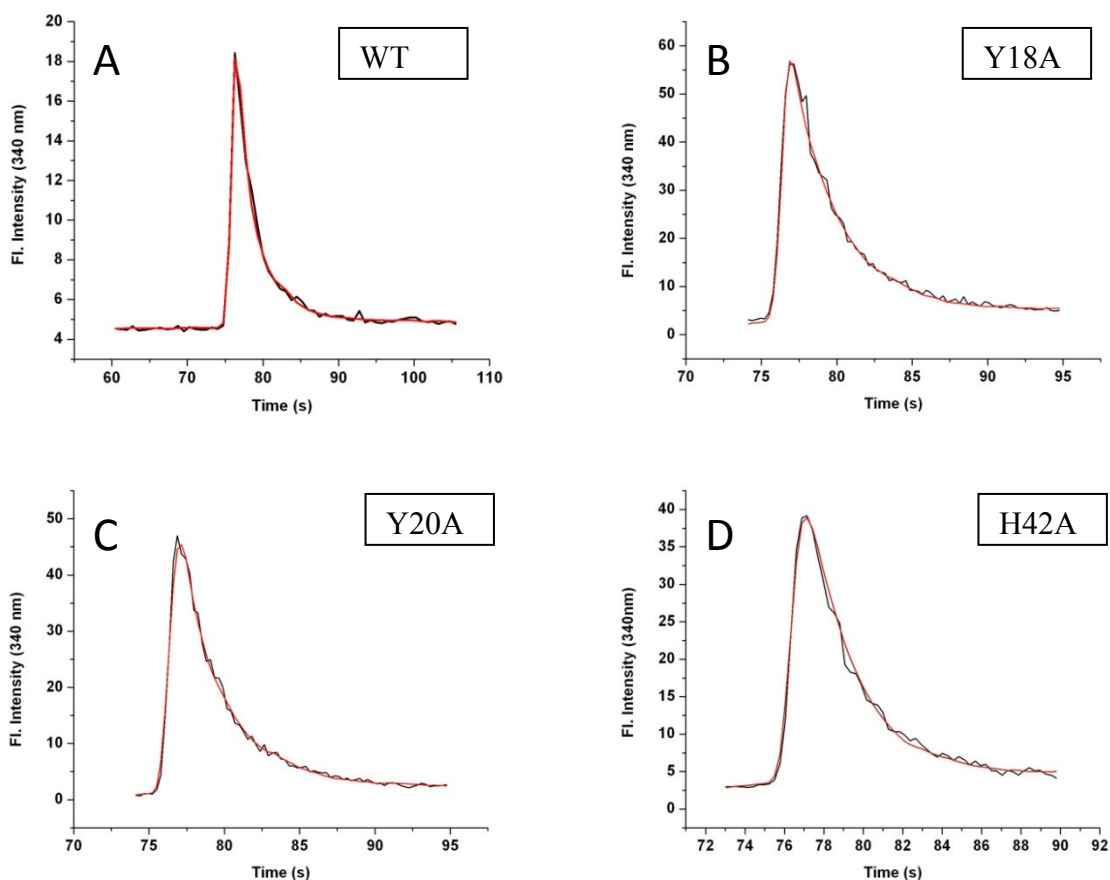 A
WT
Fl. Intensity (340 nm)
20
18
16
14
12
10
8
6
4
60 70 80 90 100 110
Time (s)
B
Y18A
Fl. Intensity (340 nm)
60
50
40
30
20
10
0
70 75 80 85 90 95
Time (s)
C
Y20A
Fl. Intensity (340 nm)
50
40
30
20
10
0
70 75 80 85 90 95
Time (s)
D
H42A
Fl. Intensity (340nm)
40
35
30
25
20
15
10
5
0
72 74 76 78 80 82 84 86 88 90 92
Time (s)